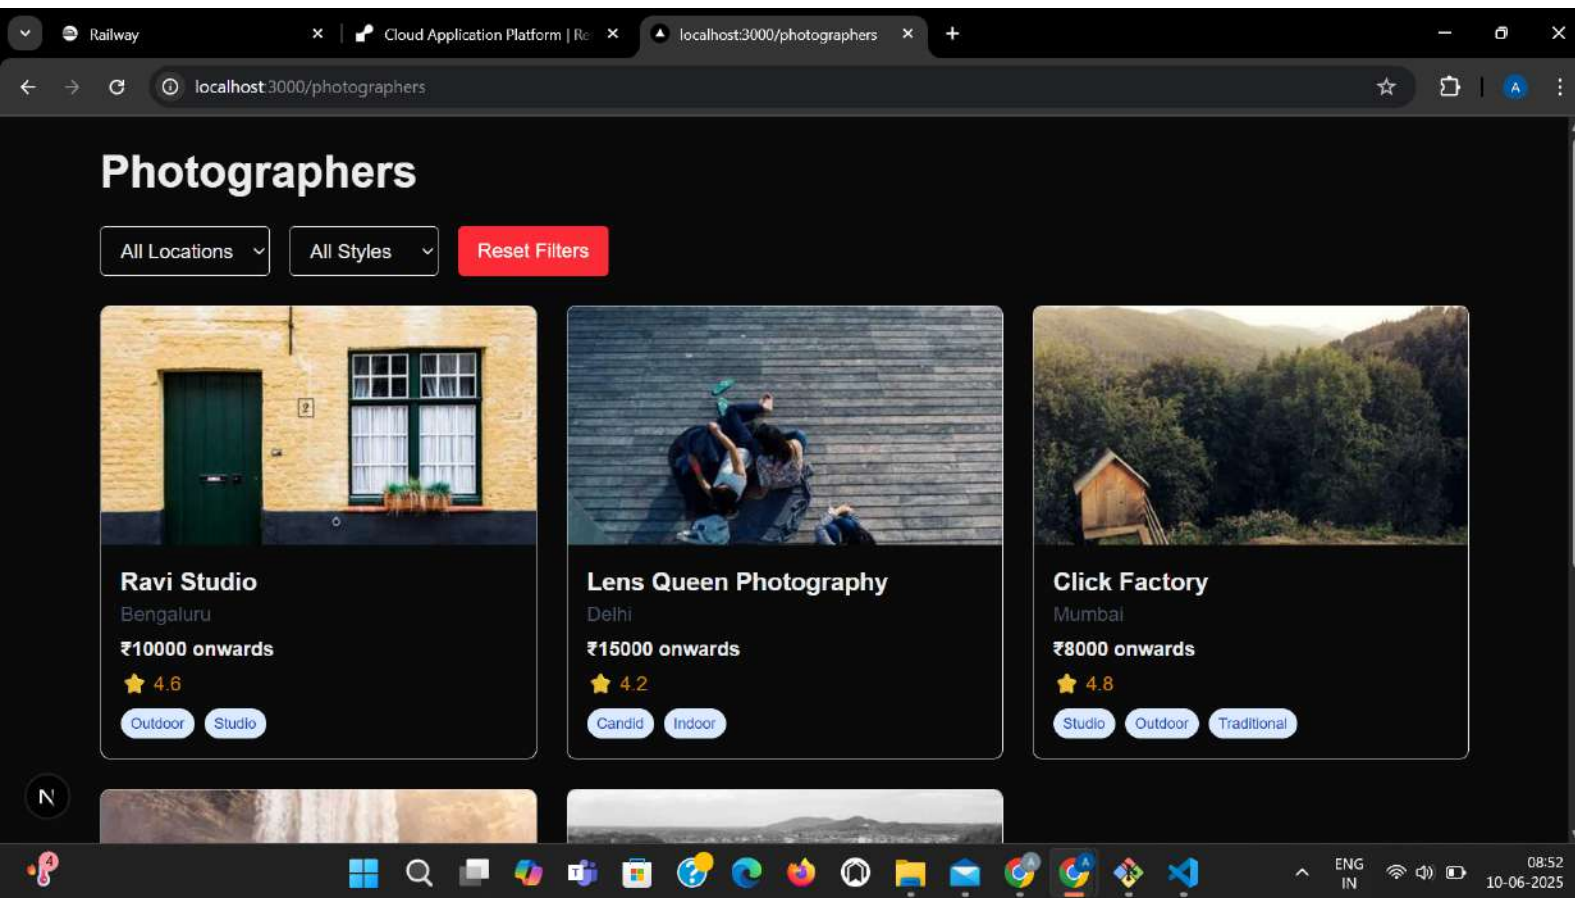 Railway
Cloud Application Platform | Re
localhost:3000/photographers
localhost:3000/photographers
A
Photographers
All Locations
All Styles
Reset Filters
2
Ravi Studio
Bengaluru
₹10000 onwards
4.6
Outdoor Studio
Lens Queen Photography
Delhi
₹15000 onwards
4.2
Candid Indoor
Click Factory
Mumbai
₹8000 onwards
4.8
Studio Outdoor Traditional
N
4
ENG
IN
08:52
10-06-2025